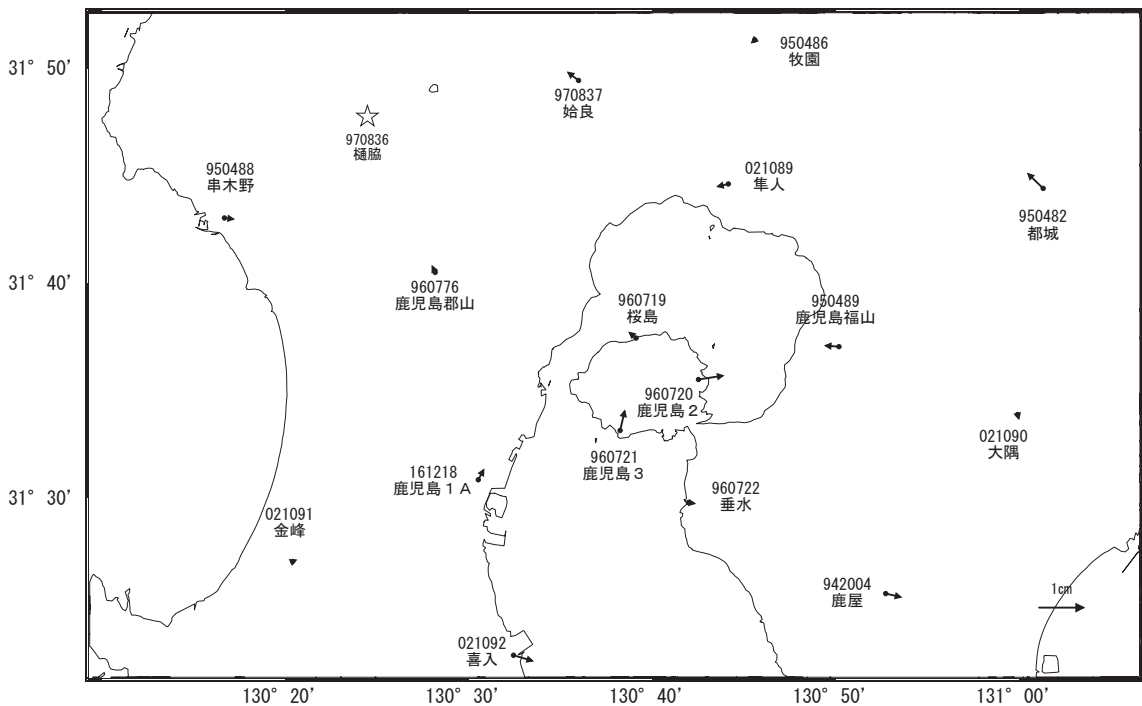 950486
牧園
31° 50'
970837
姶良
970836
樋脇
950488
串木野
021089
隼人
950482
都城
31° 40'
960776
鹿児島郡山
960719
桜島
950489
鹿児島福山
960720
鹿児島2
021090
大隅
960721
鹿児島3
161218
鹿児島1A
31° 30'
960722
垂水
021091
金峰
942004
鹿屋
1cm
021092
喜入
130° 20'
130° 30'
130° 40'
130° 50'
131° 00'